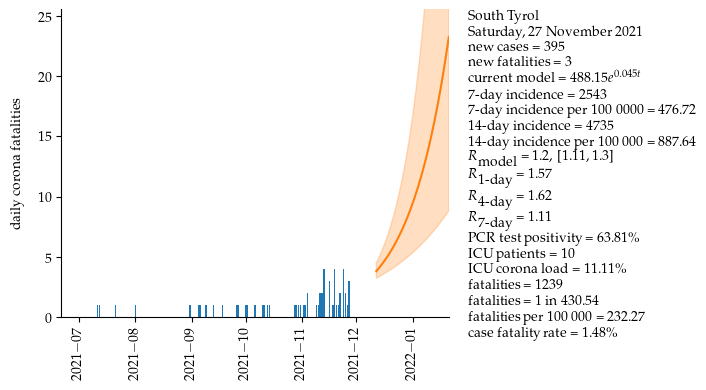 25
20
15
10
5
0
daily corona fatalities
2021−07
2021−08
2021−09
2021−10
2021−11
2021−12
2022−01
South Tyrol
Saturday, 27 November 2021
new cases = 395
new fatalities = 3
current model = 488.15e^0.045t
7-day incidence = 2543
7-day incidence per 100 0000 = 476.72
14-day incidence = 4735
14-day incidence per 100 000 = 887.64
Rmodel = 1.2, [1.11, 1.3]
R1-day = 1.57
R4-day = 1.62
R7-day = 1.11
PCR test positivity = 63.81%
ICU patients = 10
ICU corona load = 11.11%
fatalities = 1239
fatalities = 1 in 430.54
fatalities per 100 000 = 232.27
case fatality rate = 1.48%